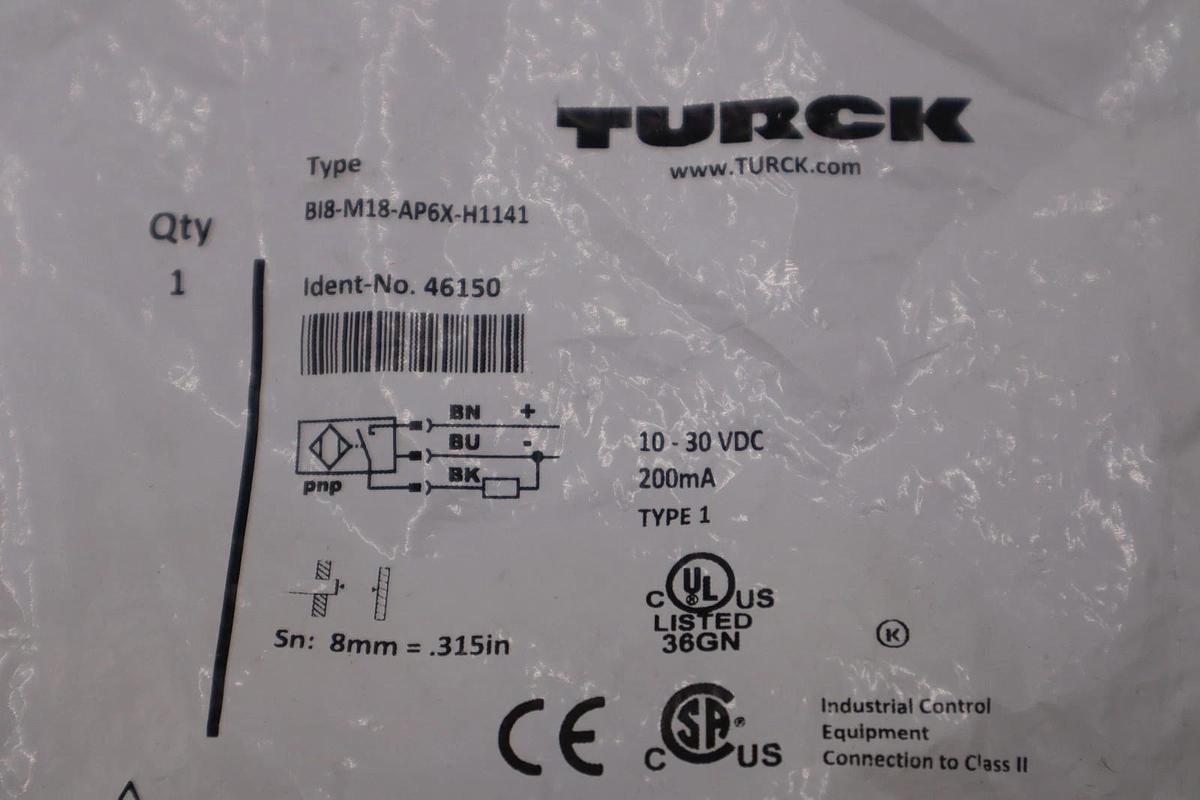 TURCK
www.TURCK.com
Type
BI8-M18-AP6X-H1141
Qty
1
Ident-No. 46150
BN +
BU -
BK
pnp
10 - 30 VDC
200mA
TYPE 1
Sn: 8mm = .315in
C UL ® US
LISTED
36GN
K
CE
C SA ® US
Industrial Control
Equipment
Connection to Class II